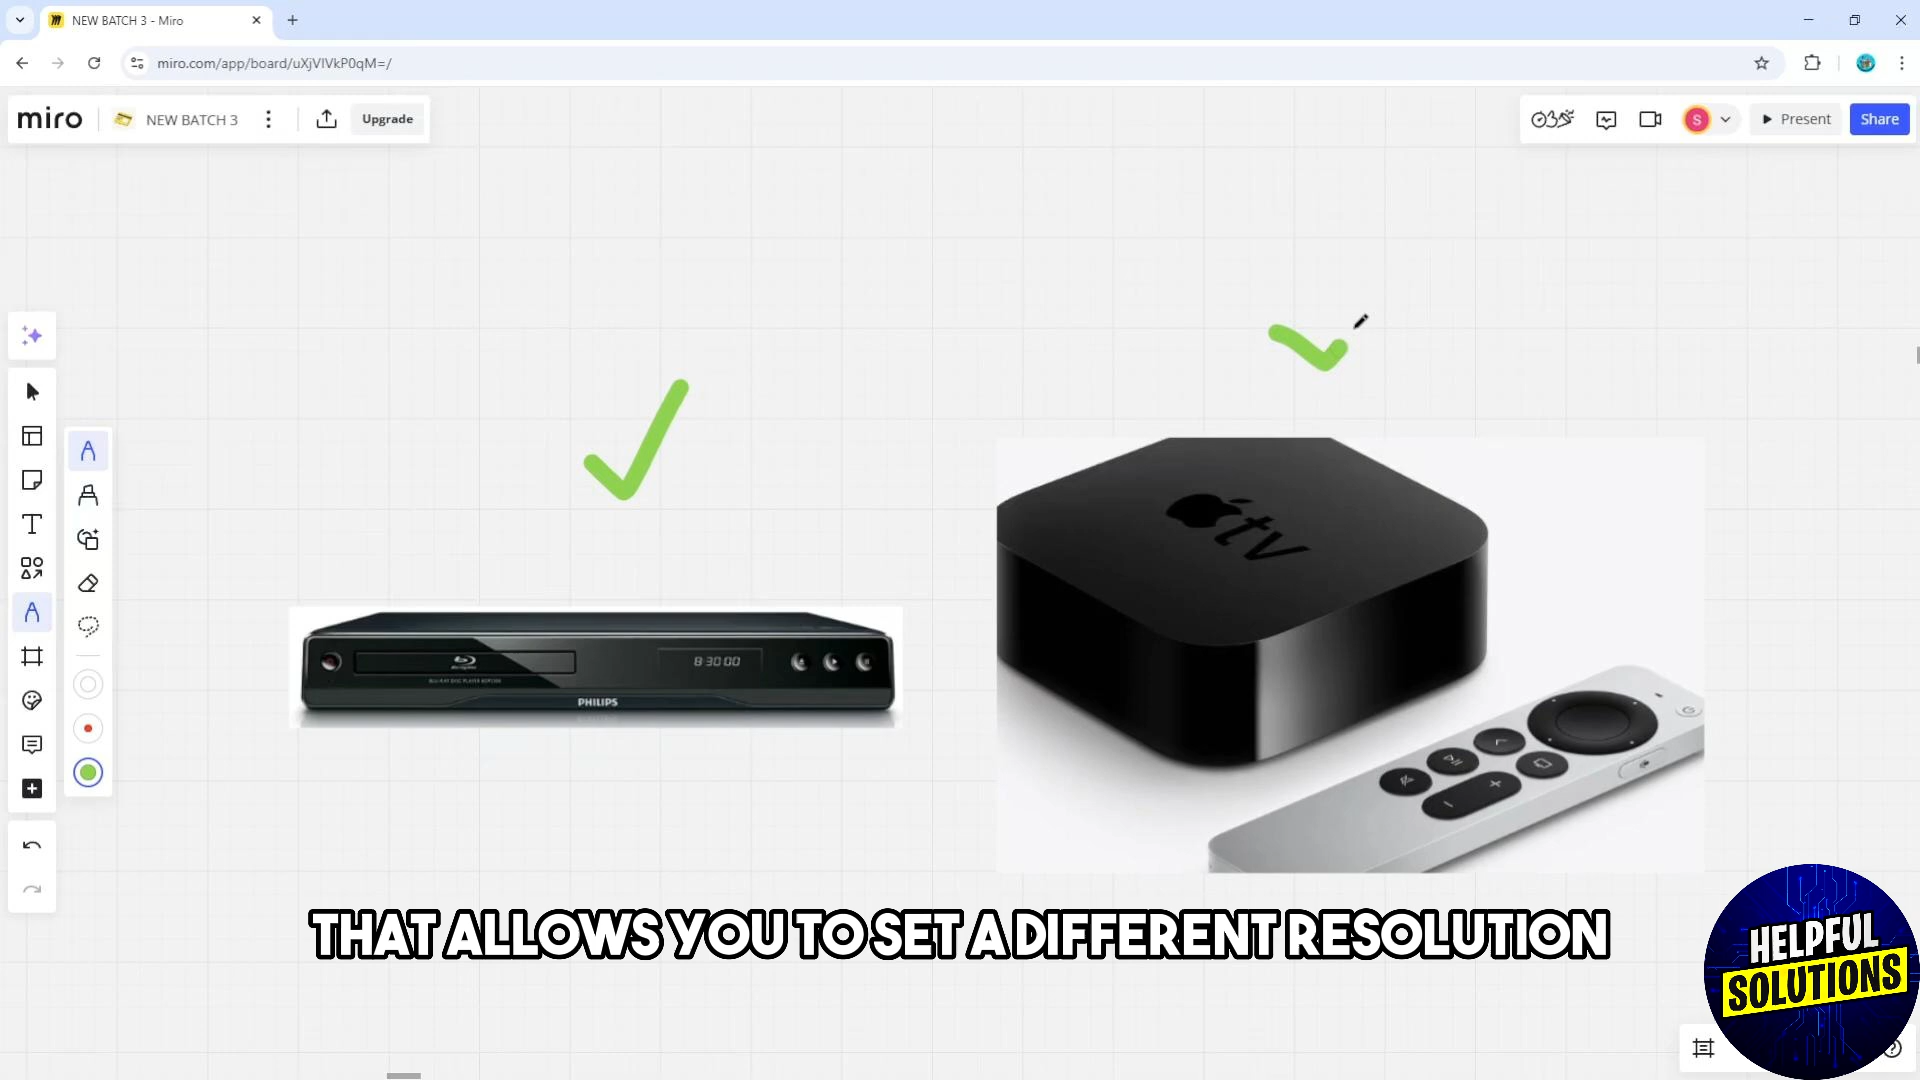 NEW BATCH 3 - Miro
miro.com/app/board/uXjVIVkP0qM=/
miro
NEW BATCH 3
Upgrade
S
Present
Share
tv
8:30:00
PHILIPS
THAT ALLOWS YOU TO SET A DIFFERENT RESOLUTION
HELPFUL
SOLUTIONS